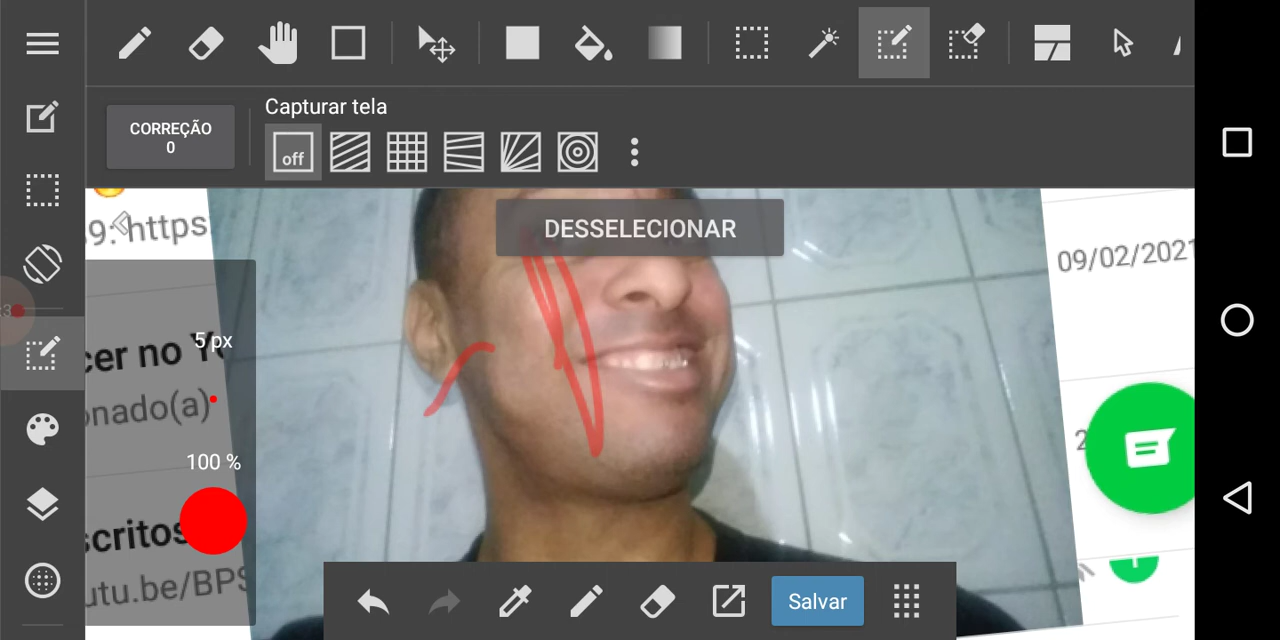 Capturar tela
CORREÇÃO
0
off
DESSELECIONAR
9: https
09/02/2021
5 px
cer no Y
onado(a)
100 %
scritos
utu.be/BPS
2
Salvar